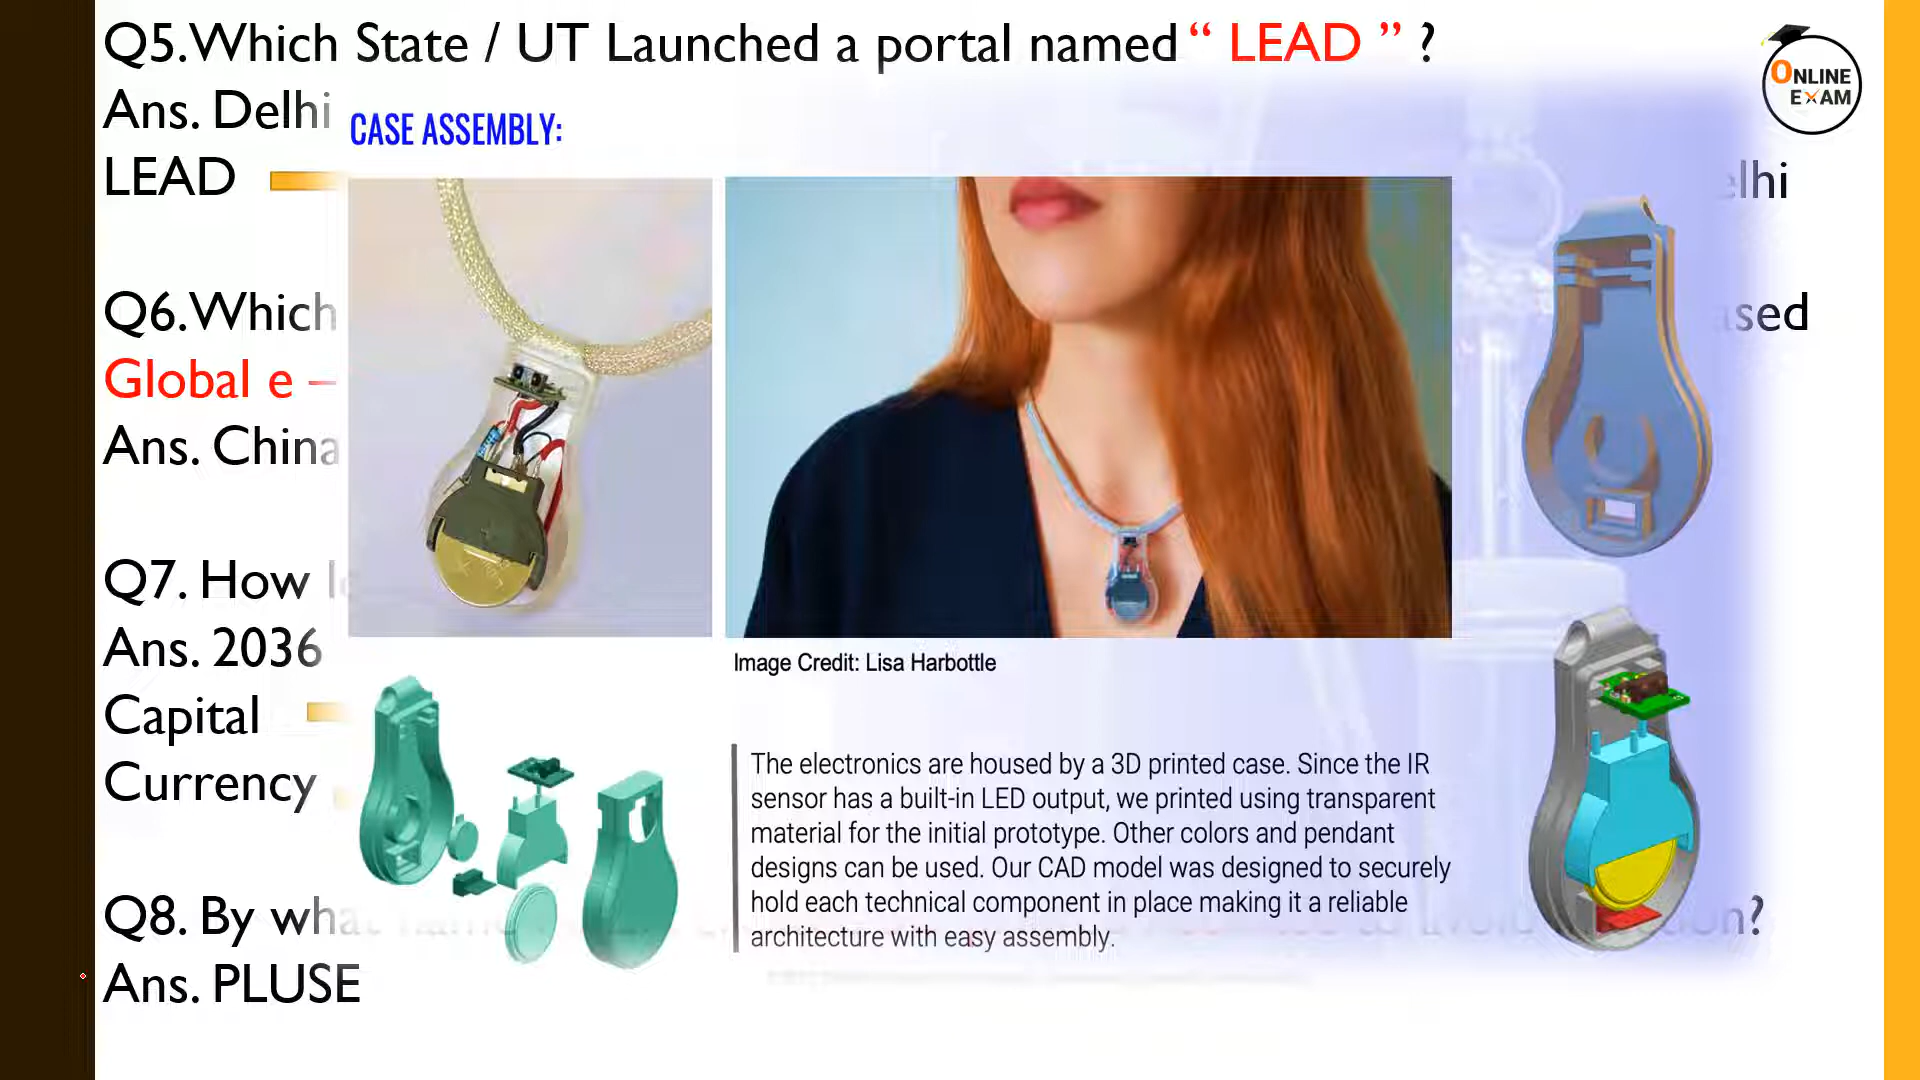 Q5.Which State / UT Launched a portal named “ LEAD ” ?
ONLINE
EXAM
Ans. Delhi
CASE ASSEMBLY:
LEAD
elhi
Q6.Which
ased
Global e –
Ans. China
Q7. How
Ans. 2036
Image Credit: Lisa Harbottle
Capital
Currency
The electronics are housed by a 3D printed case. Since the IR
sensor has a built-in LED output, we printed using transparent
material for the initial prototype. Other colors and pendant
designs can be used. Our CAD model was designed to securely
hold each technical component in place making it a reliable
architecture with easy assembly.
Q8. By what
Ans. PLUSE